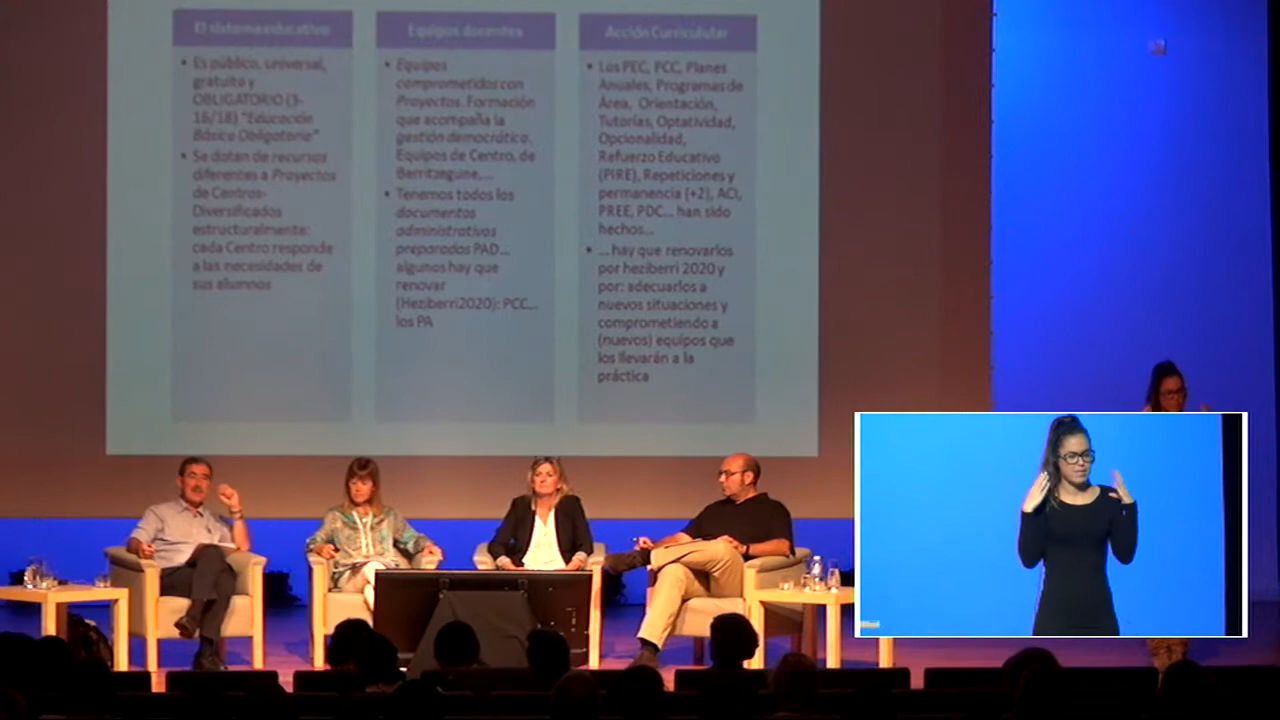 El sistema educativo
• Es público, universal,
gratuito y
OBLIGATORIO (3-
16/18) "Educación
Básica Obligatoria"
• Se dotan de recursos
diferentes a Proyectos
de Centros-
Diversificados
estructuralmente:
cada Centro responde
a las necesidades de
sus alumnos
Equipos docentes
• Equipos
comprometidos con
Proyectos. Formación
que acompaña la
gestión democrática.
Equipos de Centro, de
Berritzegune,...
• Tenemos todos los
documentos
administrativos
preparados PAD...
algunos hay que
renovar
(Heziberri2020): PCC...
los PA
Acción Curricular
• Los PEC, PCC, Planes
Anuales, Programas de
Área, Orientación,
Tutorías, Optatividad,
Opcionalidad,
Refuerzo Educativo
(PIRE), Repeticiones y
permanencia (+2), ACI,
PREE, PDC... han sido
hechos...
• ... hay que renovarlos
por heziberri 2020 y
por: adecuarlos a
nuevos situaciones y
comprometiendo a
(nuevos) equipos que
los llevarán a la
práctica